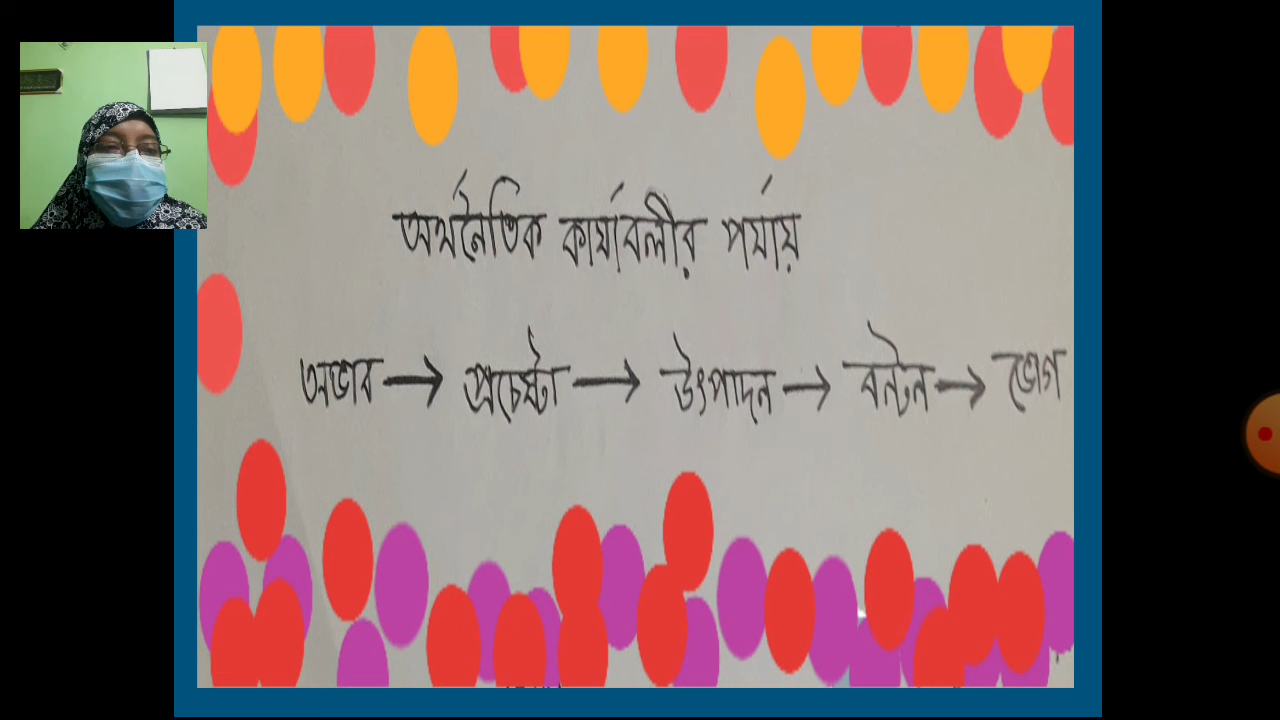 অর্থনৈতিক কার্যাবলীর পর্যায়
অভাব → প্রচেষ্টা → উৎপাদন → বন্টন → ভোগ